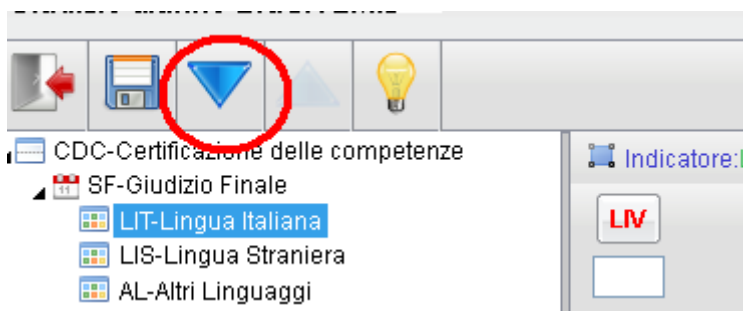 CDC-Certificazione delle competenze
SF-Giudizio Finale
LIT-Lingua Italiana
LIS-Lingua Straniera
AL-Altri Linguaggi
Indicatore:
LIV